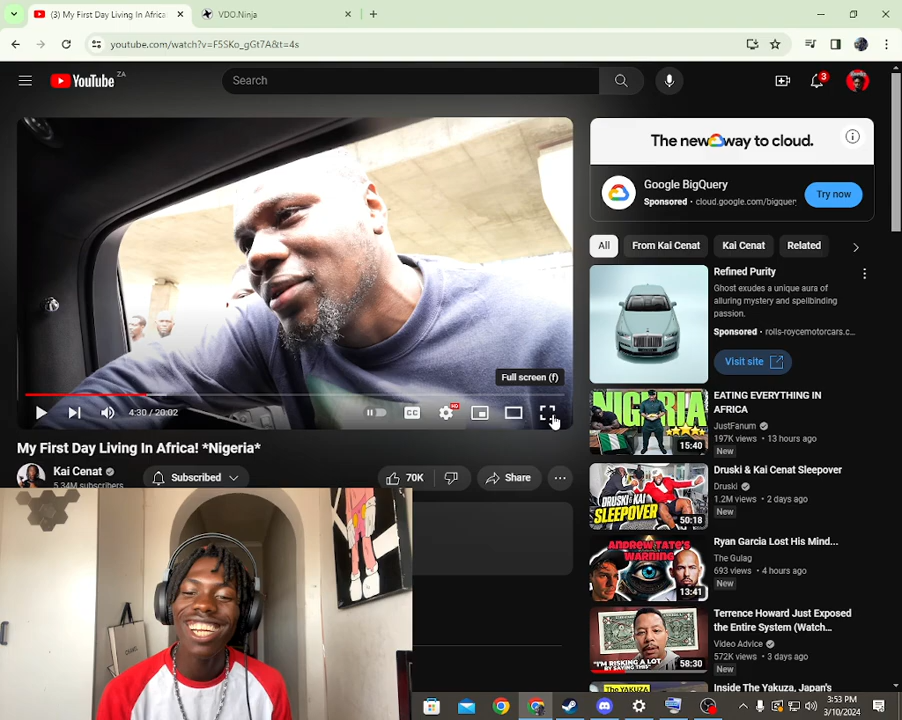 (3) My First Day Living In Africa
VDO.Ninja
youtube.com/watch?v=F5SKo_gGt7A&t=4s
YouTube ZA
Search
3
Full screen (f)
4:30 / 20:02
CC
HD
My First Day Living In Africa! *Nigeria*
Kai Cenat
5.34M subscribers
Subscribed
70K
Share
The new way to cloud.
Google BigQuery
Sponsored · cloud.google.com/bigquery
Try now
All
From Kai Cenat
Kai Cenat
Related
Refined Purity
Ghost exudes a unique aura of
alluring mystery and spellbinding
passion.
Sponsored · rolls-roycemotorcars.c...
Visit site
NIGERIA
15:40
EATING EVERYTHING IN
AFRICA
JustFanum
197K views · 13 hours ago
New
DRUSKI & KAI CENAT
SLEEPOVER
50:18
Druski & Kai Cenat Sleepover
Druski
1.2M views · 2 days ago
New
ANDREW TATE'S
WARNING
13:41
Ryan Garcia Lost His Mind...
The Gulag
693 views · 4 hours ago
New
"I'M RISKING A LOT
BY SAYING THIS"
58:30
Terrence Howard Just Exposed
the Entire System (Watch...
Video Advice
572K views · 3 days ago
New
The YAKUZA
Inside The Yakuza, Japan's
CHANEL
3:53 PM
3/10/2024